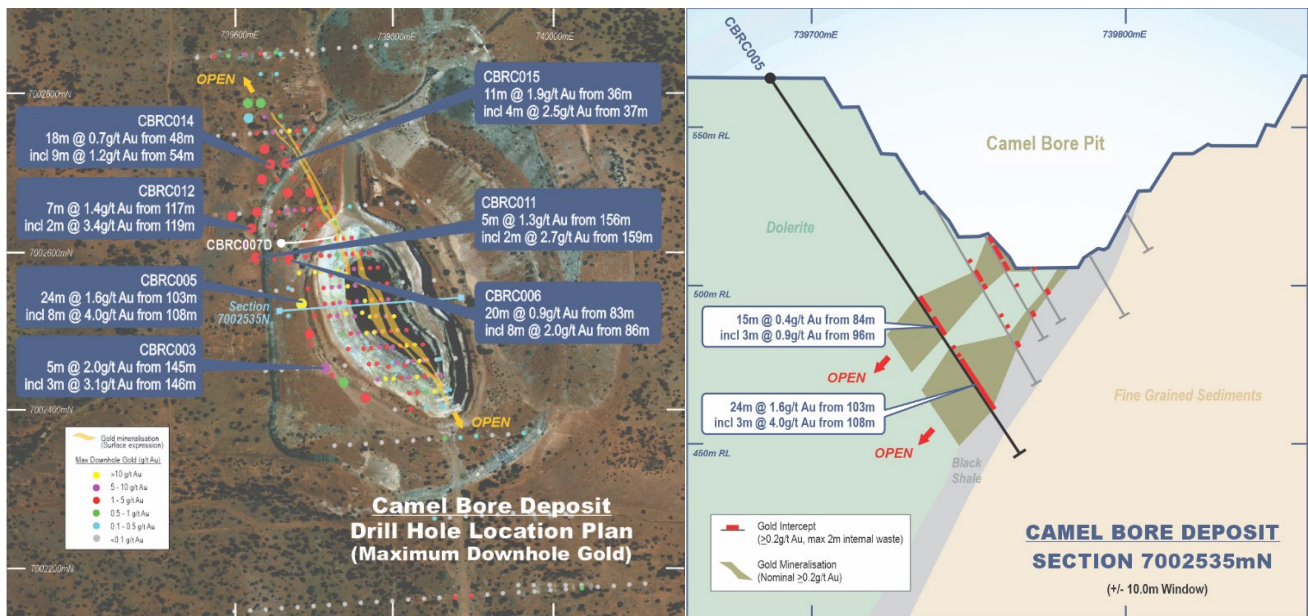 739600mE
739800mE
740000mE
7002800mN
7002600mN
7002400mN
7002200mN
OPEN
CBRC015
11m @ 1.9g/t Au from 36m
incl 4m @ 2.5g/t Au from 37m
CBRC014
18m @ 0.7g/t Au from 48m
incl 9m @ 1.2g/t Au from 54m
CBRC012
7m @ 1.4g/t Au from 117m
incl 2m @ 3.4g/t Au from 119m
CBRC011
5m @ 1.3g/t Au from 156m
incl 2m @ 2.7g/t Au from 159m
CBRC007D
CBRC005
24m @ 1.6g/t Au from 103m
incl 8m @ 4.0g/t Au from 108m
Section
7002535N
CBRC006
20m @ 0.9g/t Au from 83m
incl 8m @ 2.0g/t Au from 86m
CBRC003
5m @ 2.0g/t Au from 145m
incl 3m @ 3.1g/t Au from 146m
OPEN
Gold mineralisation
(Surface expression)
Max Downhole Gold (g/t Au)
>10 g/t Au
5 - 10 g/t Au
1 - 5 g/t Au
0.5 - 1 g/t Au
0.1 - 0.5 g/t Au
<0.1 g/t Au
Camel Bore Deposit
Drill Hole Location Plan
(Maximum Downhole Gold)
739700mE
739800mE
CBRC005
550m RL
500m RL
450m RL
Camel Bore Pit
Dolerite
15m @ 0.4g/t Au from 84m
incl 3m @ 0.9g/t Au from 96m
OPEN
24m @ 1.6g/t Au from 103m
incl 3m @ 4.0g/t Au from 108m
OPEN
Fine Grained Sediments
Black
Shale
Gold Intercept
(≥0.2g/t Au, max 2m internal waste)
Gold Mineralisation
(Nominal ≥0.2g/t Au)
CAMEL BORE DEPOSIT
SECTION 7002535mN
(+/- 10.0m Window)